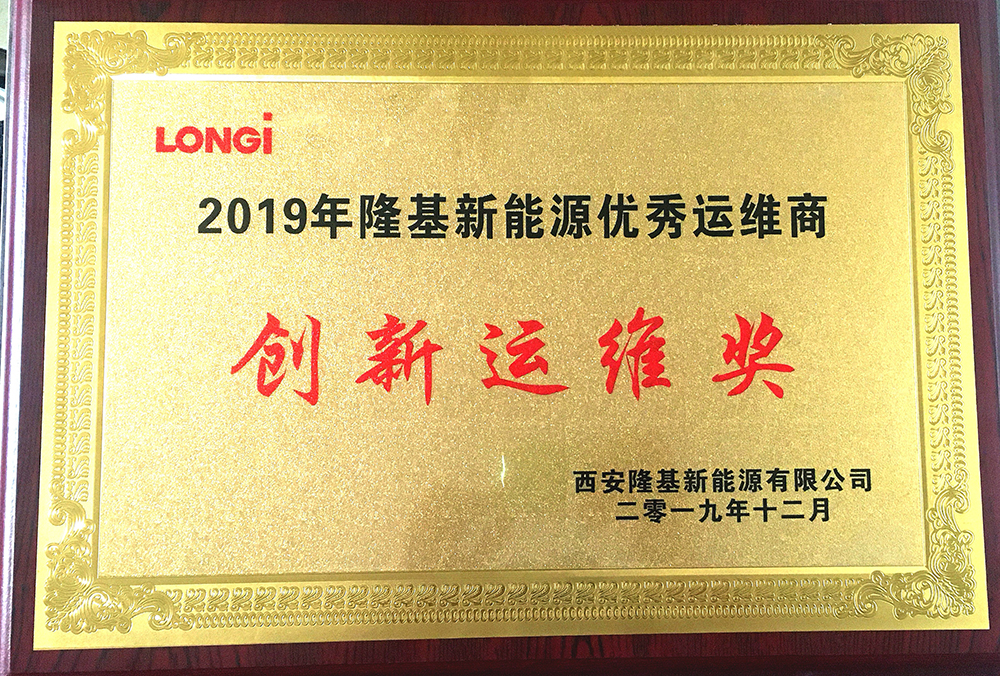 LONGi
2019年隆基新能源优秀运维商
创新运维奖
西安隆基新能源有限公司
二零一九年十二月